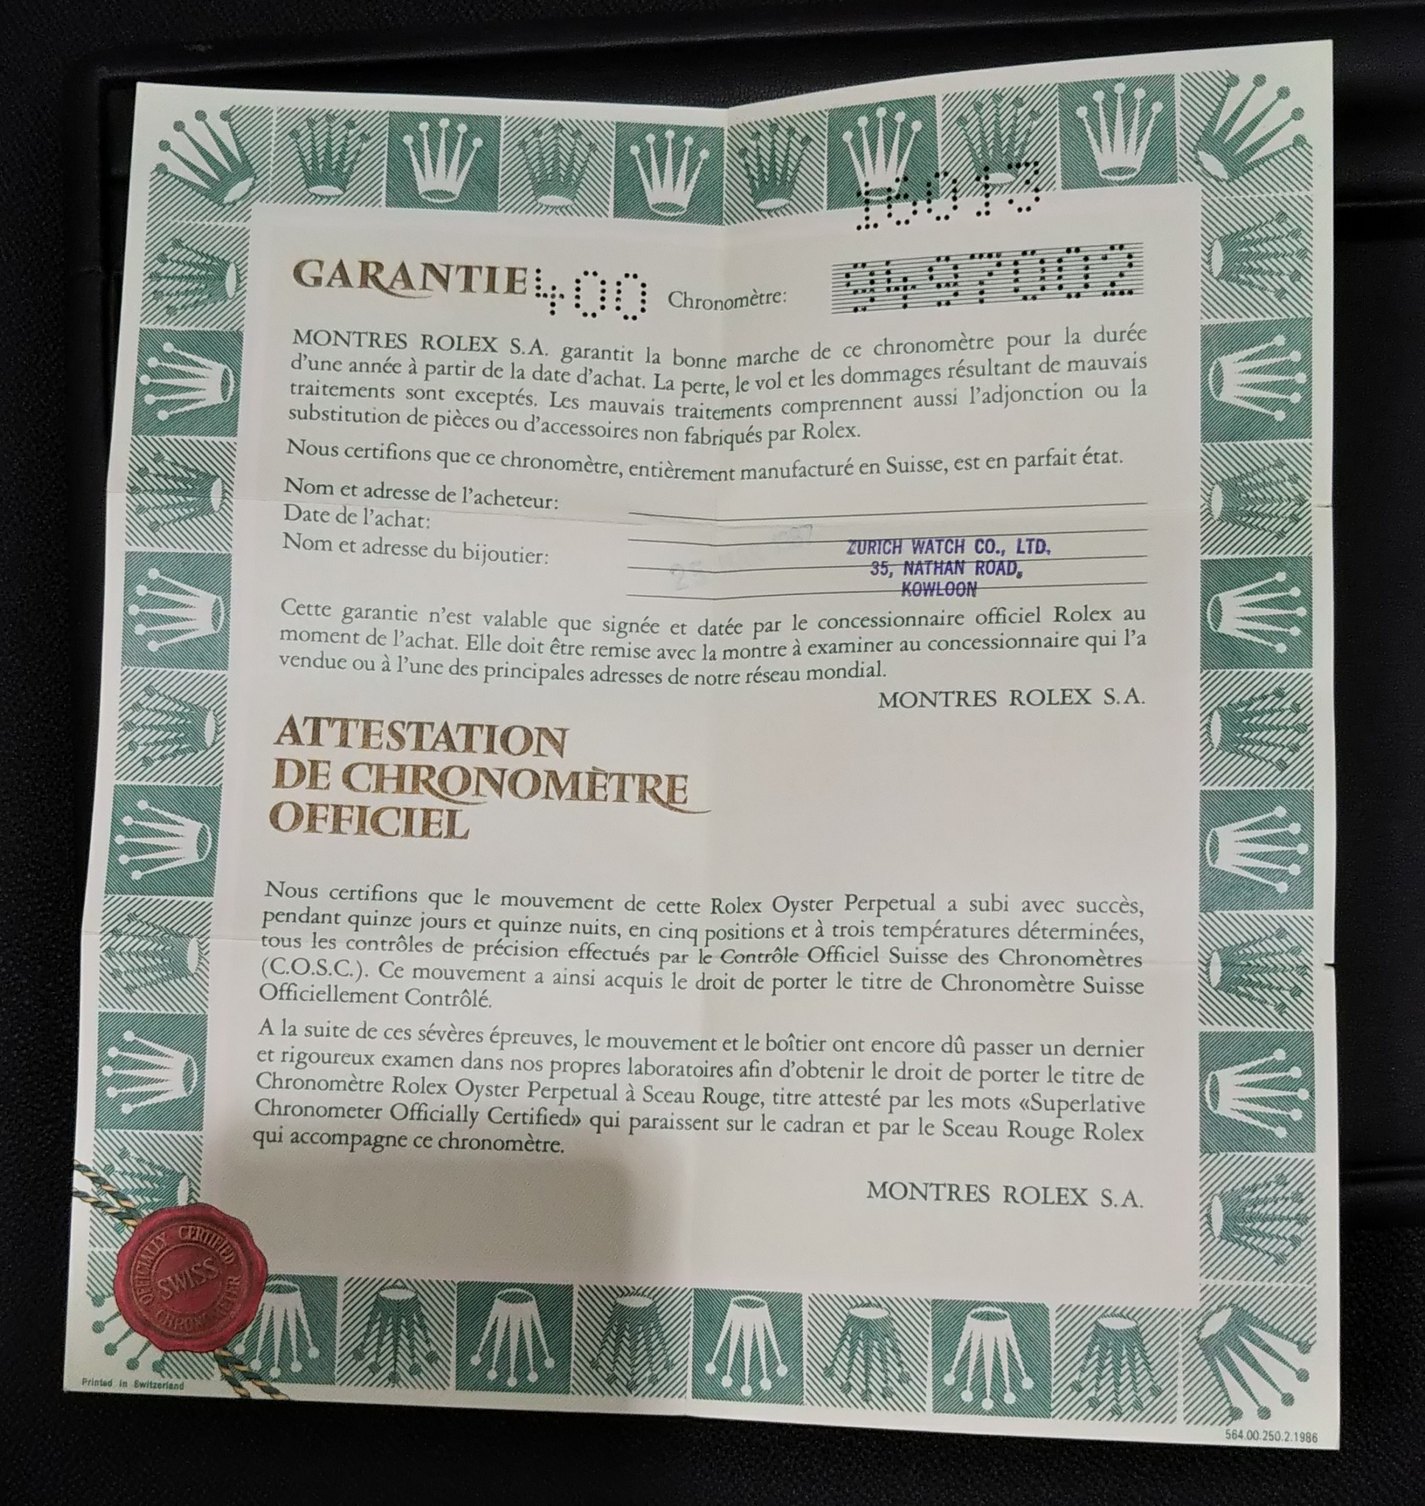 16013
GARANTIE 400 Chronomètre: 9497002
MONTRES ROLEX S.A. garantit la bonne marche de ce chronomètre pour la durée
d'une année à partir de la date d'achat. La perte, le vol et les dommages résultant de mauvais
traitements sont exceptés. Les mauvais traitements comprennent aussi l'adjonction ou la
substitution de pièces ou d'accessoires non fabriqués par Rolex.
Nous certifions que ce chronomètre, entièrement manufacturé en Suisse, est en parfait état.
Nom et adresse de l'acheteur:
Date de l'achat:
Nom et adresse du bijoutier:
ZURICH WATCH CO., LTD,
35, NATHAN ROAD,
KOWLOON
Cette garantie n'est valable que signée et datée par le concessionnaire officiel Rolex au
moment de l'achat. Elle doit être remise avec la montre à examiner au concessionnaire qui l'a
vendue ou à l'une des principales adresses de notre réseau mondial.
MONTRES ROLEX S.A.
ATTESTATION
DE CHRONOMÈTRE
OFFICIEL
Nous certifions que le mouvement de cette Rolex Oyster Perpetual a subi avec succès,
pendant quinze jours et quinze nuits, en cinq positions et à trois températures déterminées,
tous les contrôles de précision effectués par le Contrôle Officiel Suisse des Chronomètres
(C.O.S.C.). Ce mouvement a ainsi acquis le droit de porter le titre de Chronomètre Suisse
Officiellement Contrôlé.
A la suite de ces sévères épreuves, le mouvement et le boîtier ont encore dû passer un dernier
et rigoureux examen dans nos propres laboratoires afin d'obtenir le droit de porter le titre de
Chronomètre Rolex Oyster Perpetual à Sceau Rouge, titre attesté par les mots «Superlative
Chronometer Officially Certified» qui paraissent sur le cadran et par le Sceau Rouge Rolex
qui accompagne ce chronomètre.
MONTRES ROLEX S.A.
OFFICIALLY CERTIFIED
SWISS
CHRONOMETER
Printed in Switzerland
564.00.250.2.1986